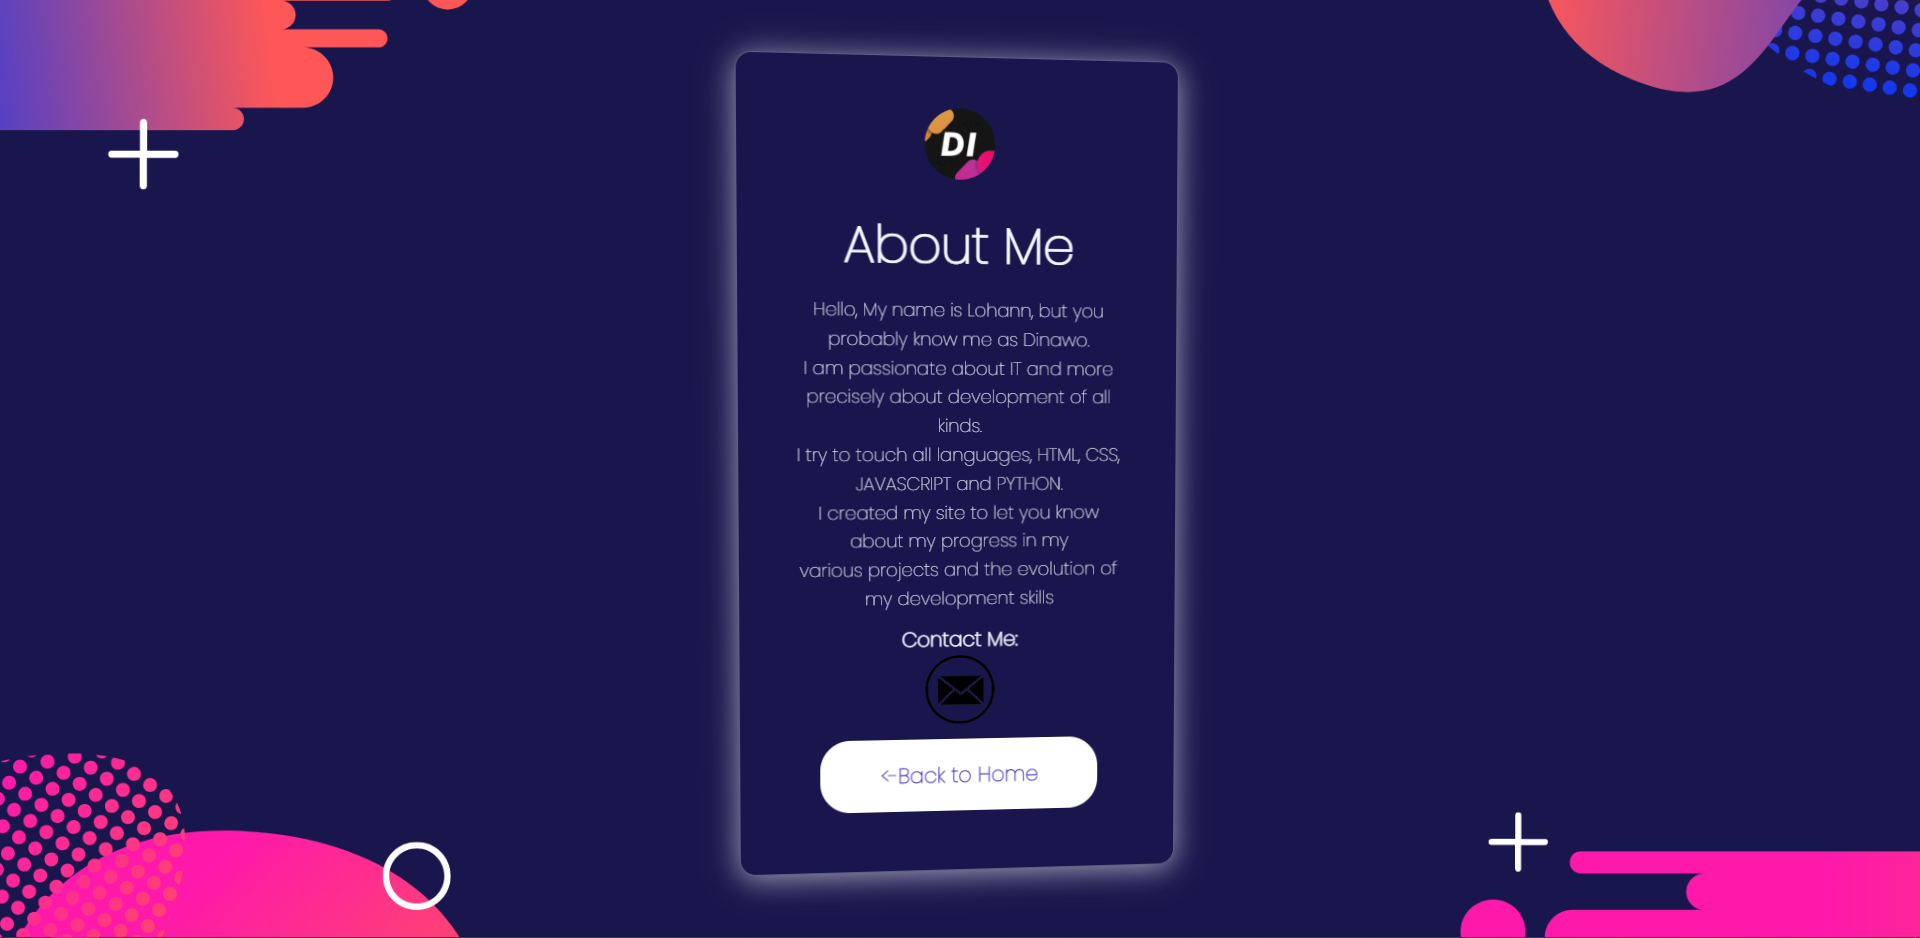 DI
About Me
Hello, My name is Lohann, but you
probably know me as Dinawo.
I am passionate about IT and more
precisely about development of all
kinds.
I try to touch all languages, HTML, CSS,
JAVASCRIPT and PYTHON.
I created my site to let you know
about my progress in my
various projects and the evolution of
my development skills
Contact Me:
<-Back to Home